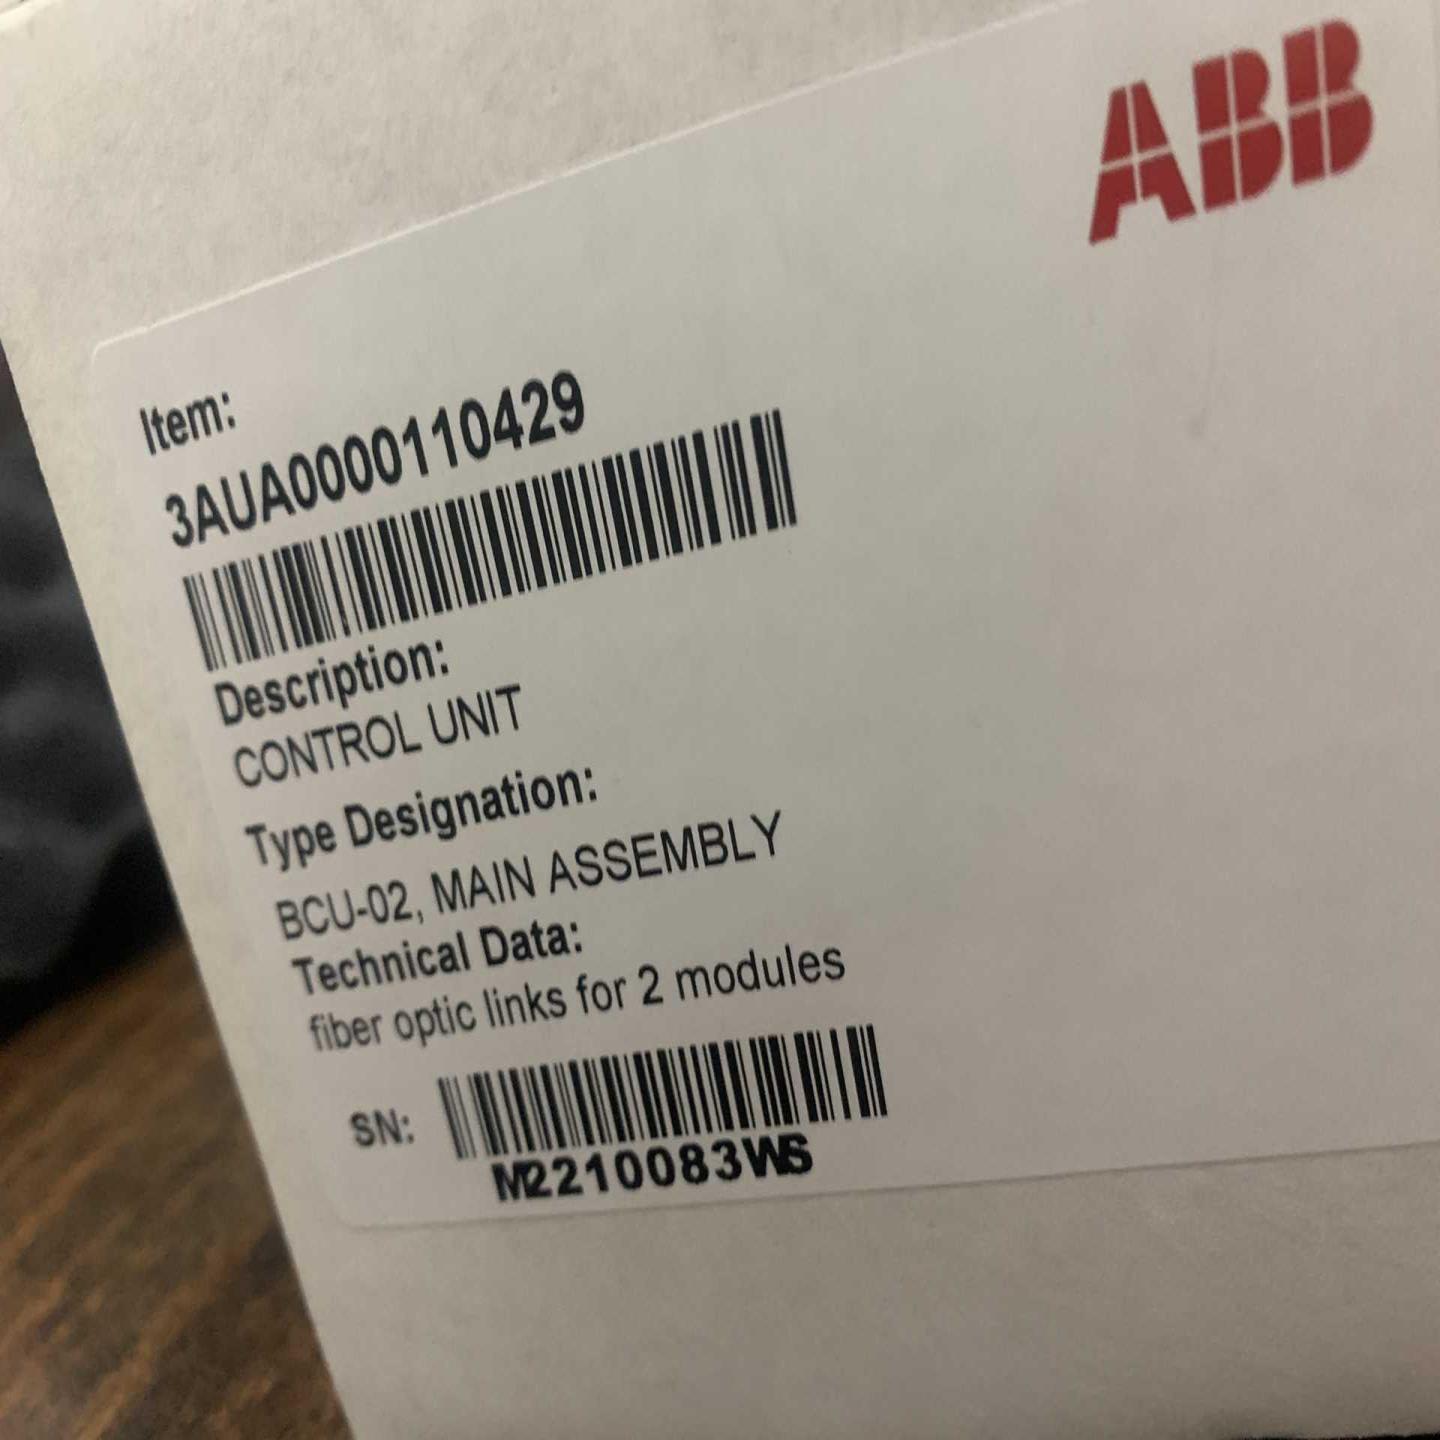 ABB
Item:
3AUA0000110429
Description:
CONTROL UNIT
Type Designation:
BCU-02, MAIN ASSEMBLY
Technical Data:
fiber optic links for 2 modules
SN:
M2210083WS